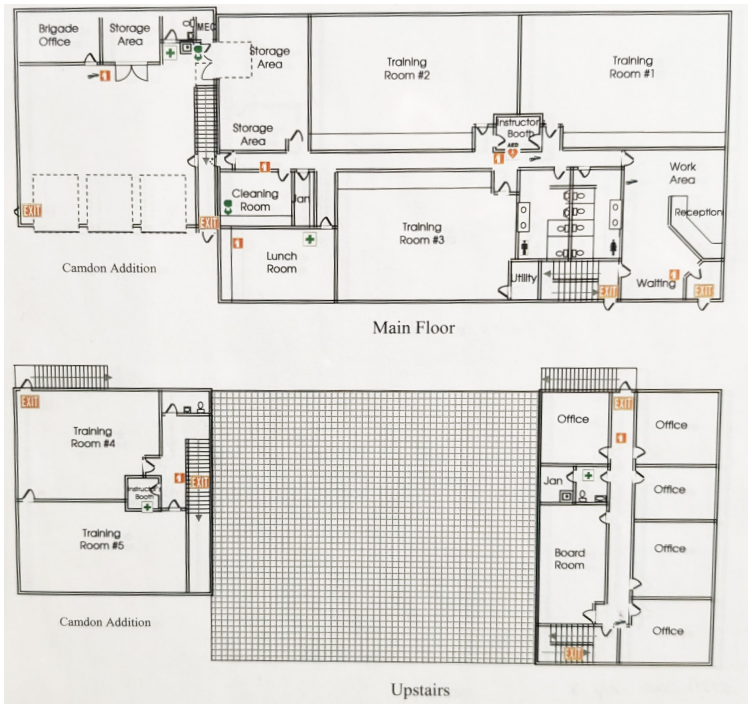 Brigade
Office
Storage
Area
MEC
Storage
Area
Training
Room #2
Training
Room #1
Storage
Area
Instructor
Booth
AED
Work
Area
Cleaning
Room
Jan
Reception
EXIT
EXIT
Training
Room #3
Lunch
Room
Camdon Addition
Utility
Waiting
EXIT
EXIT
Main Floor
EXIT
EXIT
Training
Room #4
Office
Office
EXIT
Jan
Office
Booth
Training
Room #5
Board
Room
Office
Camdon Addition
Office
EXIT
Upstairs